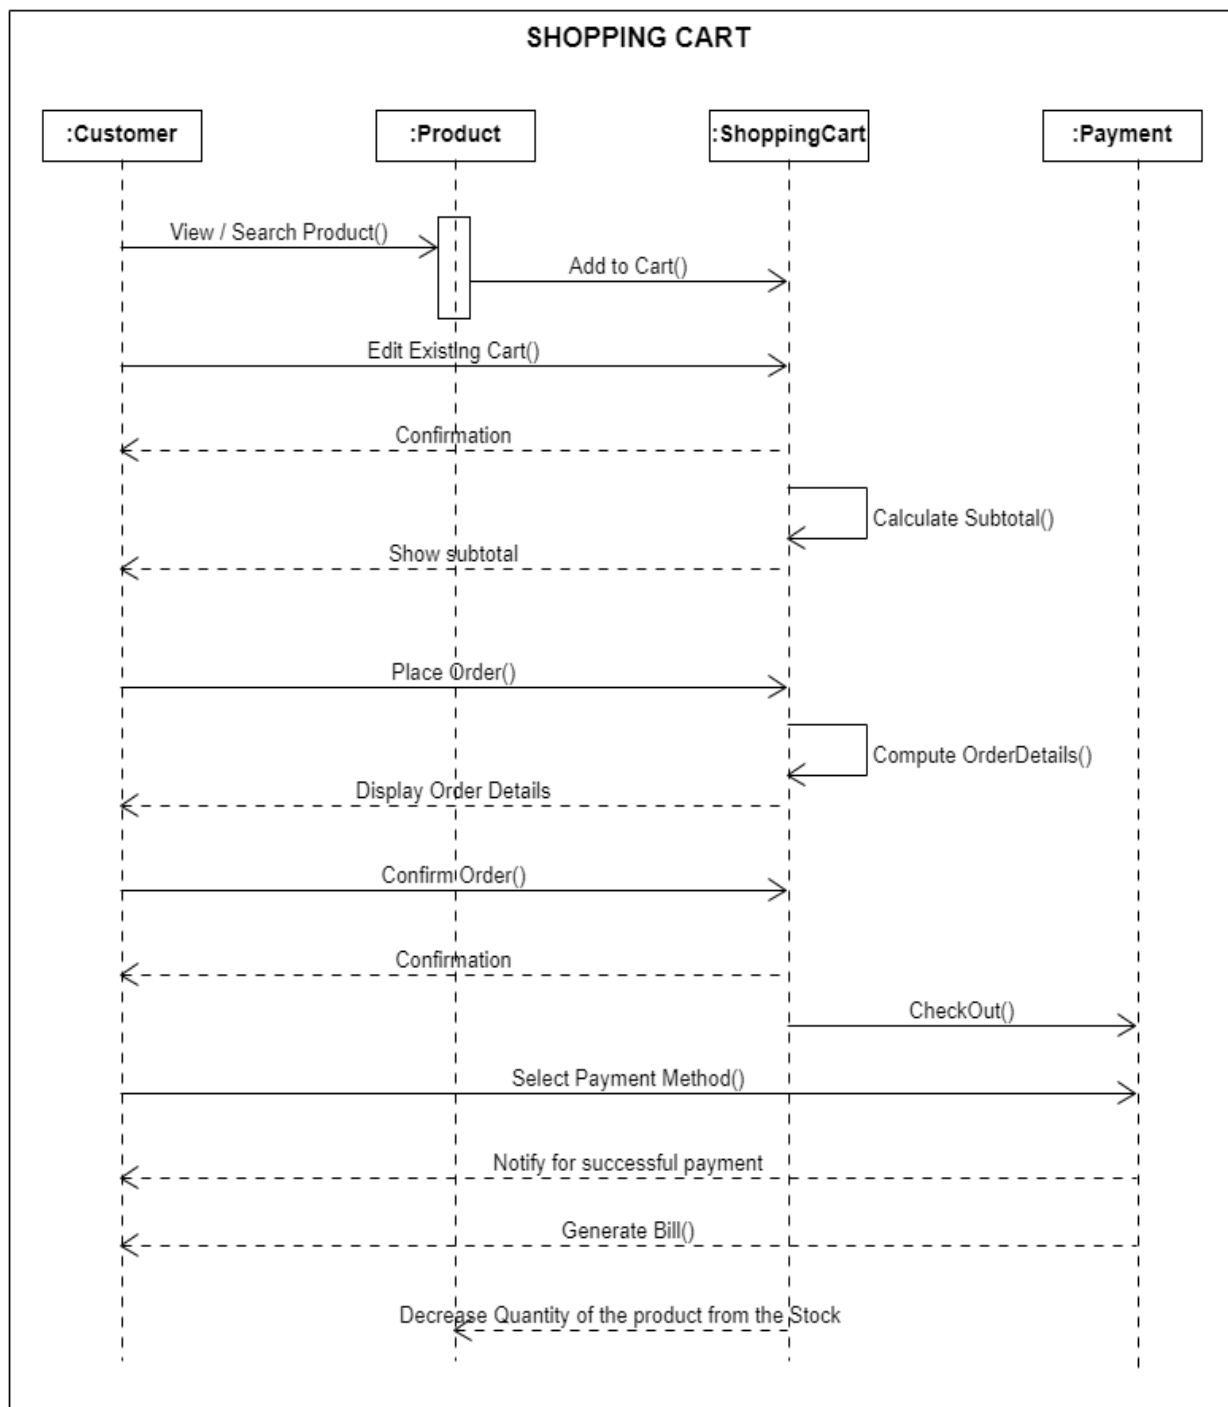 SHOPPING CART
:Customer
:Product
:ShoppingCart
:Payment
View / Search Product()
Add to Cart()
Edit Existing Cart()
Confirmation
Calculate Subtotal()
Show subtotal
Place Order()
Compute OrderDetails()
Display Order Details
Confirm Order()
Confirmation
CheckOut()
Select Payment Method()
Notify for successful payment
Generate Bill()
Decrease Quantity of the product from the Stock